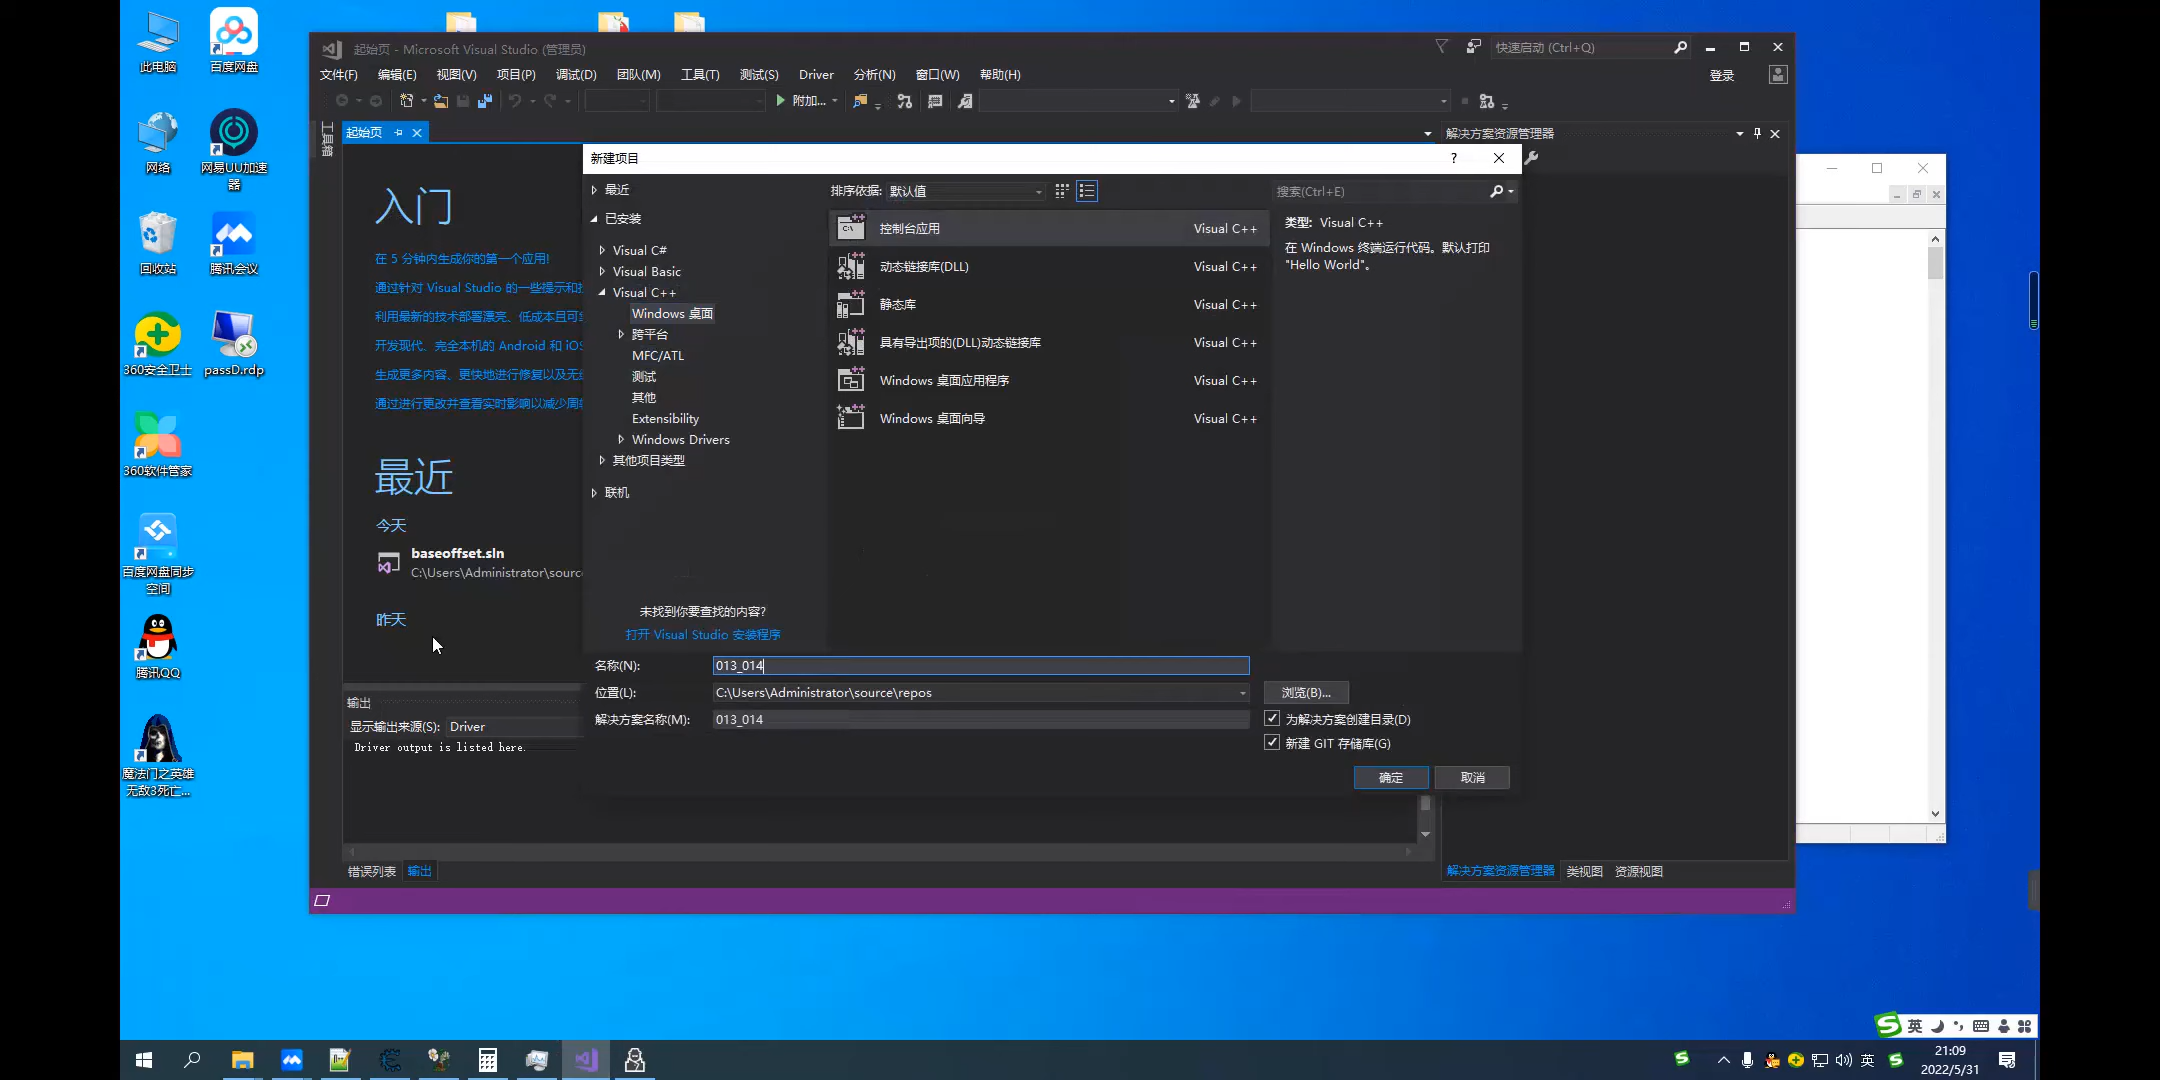 此电脑
百度网盘
网络
网易UU加速
器
回收站
腾讯会议
360安全卫士
passD.rdp
360软件管家
百度网盘同步
空间
腾讯QQ
魔法门之英雄
无敌3死亡...
起始页 - Microsoft Visual Studio (管理员)
快速启动 (Ctrl+Q)
文件(F) 编辑(E) 视图(V) 项目(P) 调试(D) 团队(M) 工具(T) 测试(S) Driver 分析(N) 窗口(W) 帮助(H)
登录
附加...
工具箱
起始页
入门
在 5 分钟内生成你的第一个应用!
通过针对 Visual Studio 的一些提示和
利用最新的技术部署漂亮、低成本且可
开发现代、完全本机的 Android 和 iOS
生成更多内容、更快地进行修复以及无
通过进行更改并查看实时影响以减少周
最近
今天
baseoffset.sln
C:\Users\Administrator\source
昨天
输出
显示输出来源(S): Driver
Driver output is listed here.
错误列表 输出
解决方案资源管理器
解决方案资源管理器 类视图 资源视图
新建项目
?
最近
已安装
Visual C#
Visual Basic
Visual C++
Windows 桌面
跨平台
MFC/ATL
测试
其他
Extensibility
Windows Drivers
其他项目类型
联机
未找到你要查找的内容?
打开 Visual Studio 安装程序
排序依据: 默认值
控制台应用 Visual C++
动态链接库(DLL) Visual C++
静态库 Visual C++
具有导出项的(DLL)动态链接库 Visual C++
Windows 桌面应用程序 Visual C++
Windows 桌面向导 Visual C++
搜索(Ctrl+E)
类型: Visual C++
在 Windows 终端运行代码。默认打印
"Hello World"。
名称(N): 013_014
位置(L): C:\Users\Administrator\source\repos
浏览(B)...
解决方案名称(M): 013_014
为解决方案创建目录(D)
新建 GIT 存储库(G)
确定 取消
英
英
21:09
2022/5/31